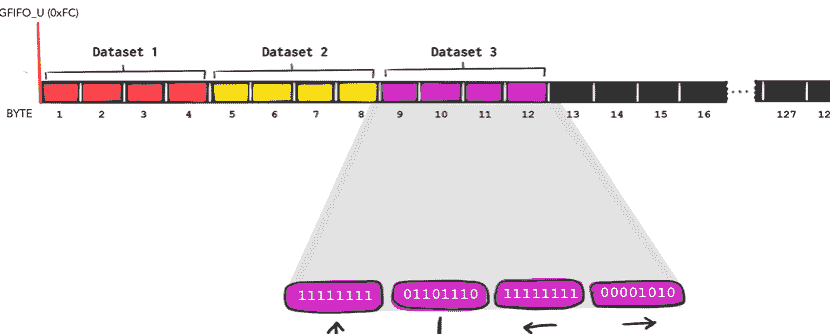 GFIFO_U (0xFC)
Dataset 1 Dataset 2 Dataset 3
BYTE 1 2 3 4 5 6 7 8 9 10 11 12 13 14 15 16 127 12
11111111 01101110 11111111 00001010